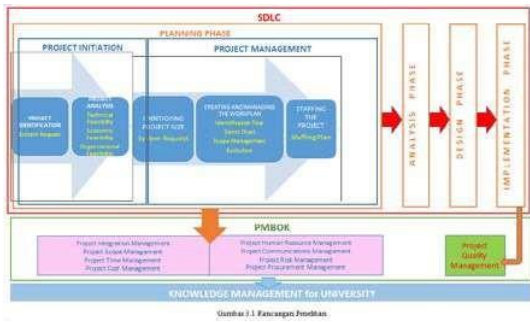 SDLC
PLANNING PHASE
PROJECT INITIATION
PROJECT MANAGEMENT
PROJECT
IDENTIFICATION
System Request
PROJECT
ANALYSIS
Technical
Feasibility
Economic
Feasibility
Organizational
Feasibility
IDENTIFYING
PROJECT SIZE
System Request
CREATING AND MANAGING
THE WORKPLAN
Gantt Chart
Scope Management
STAFFING
THE
PROJECT
Staffing Plan
ANALYSIS PHASE
DESIGN PHASE
IMPLEMENTATION PHASE
PMBOK
Project Integration Management
Project Scope Management
Project Time Management
Project Cost Management
Project Human Resource Management
Project Communications Management
Project Risk Management
Project Procurement Management
Project
Quality
Management
KNOWLEDGE MANAGEMENT for UNIVERSITY
Gambar 3.1 Rancangan Penelitian